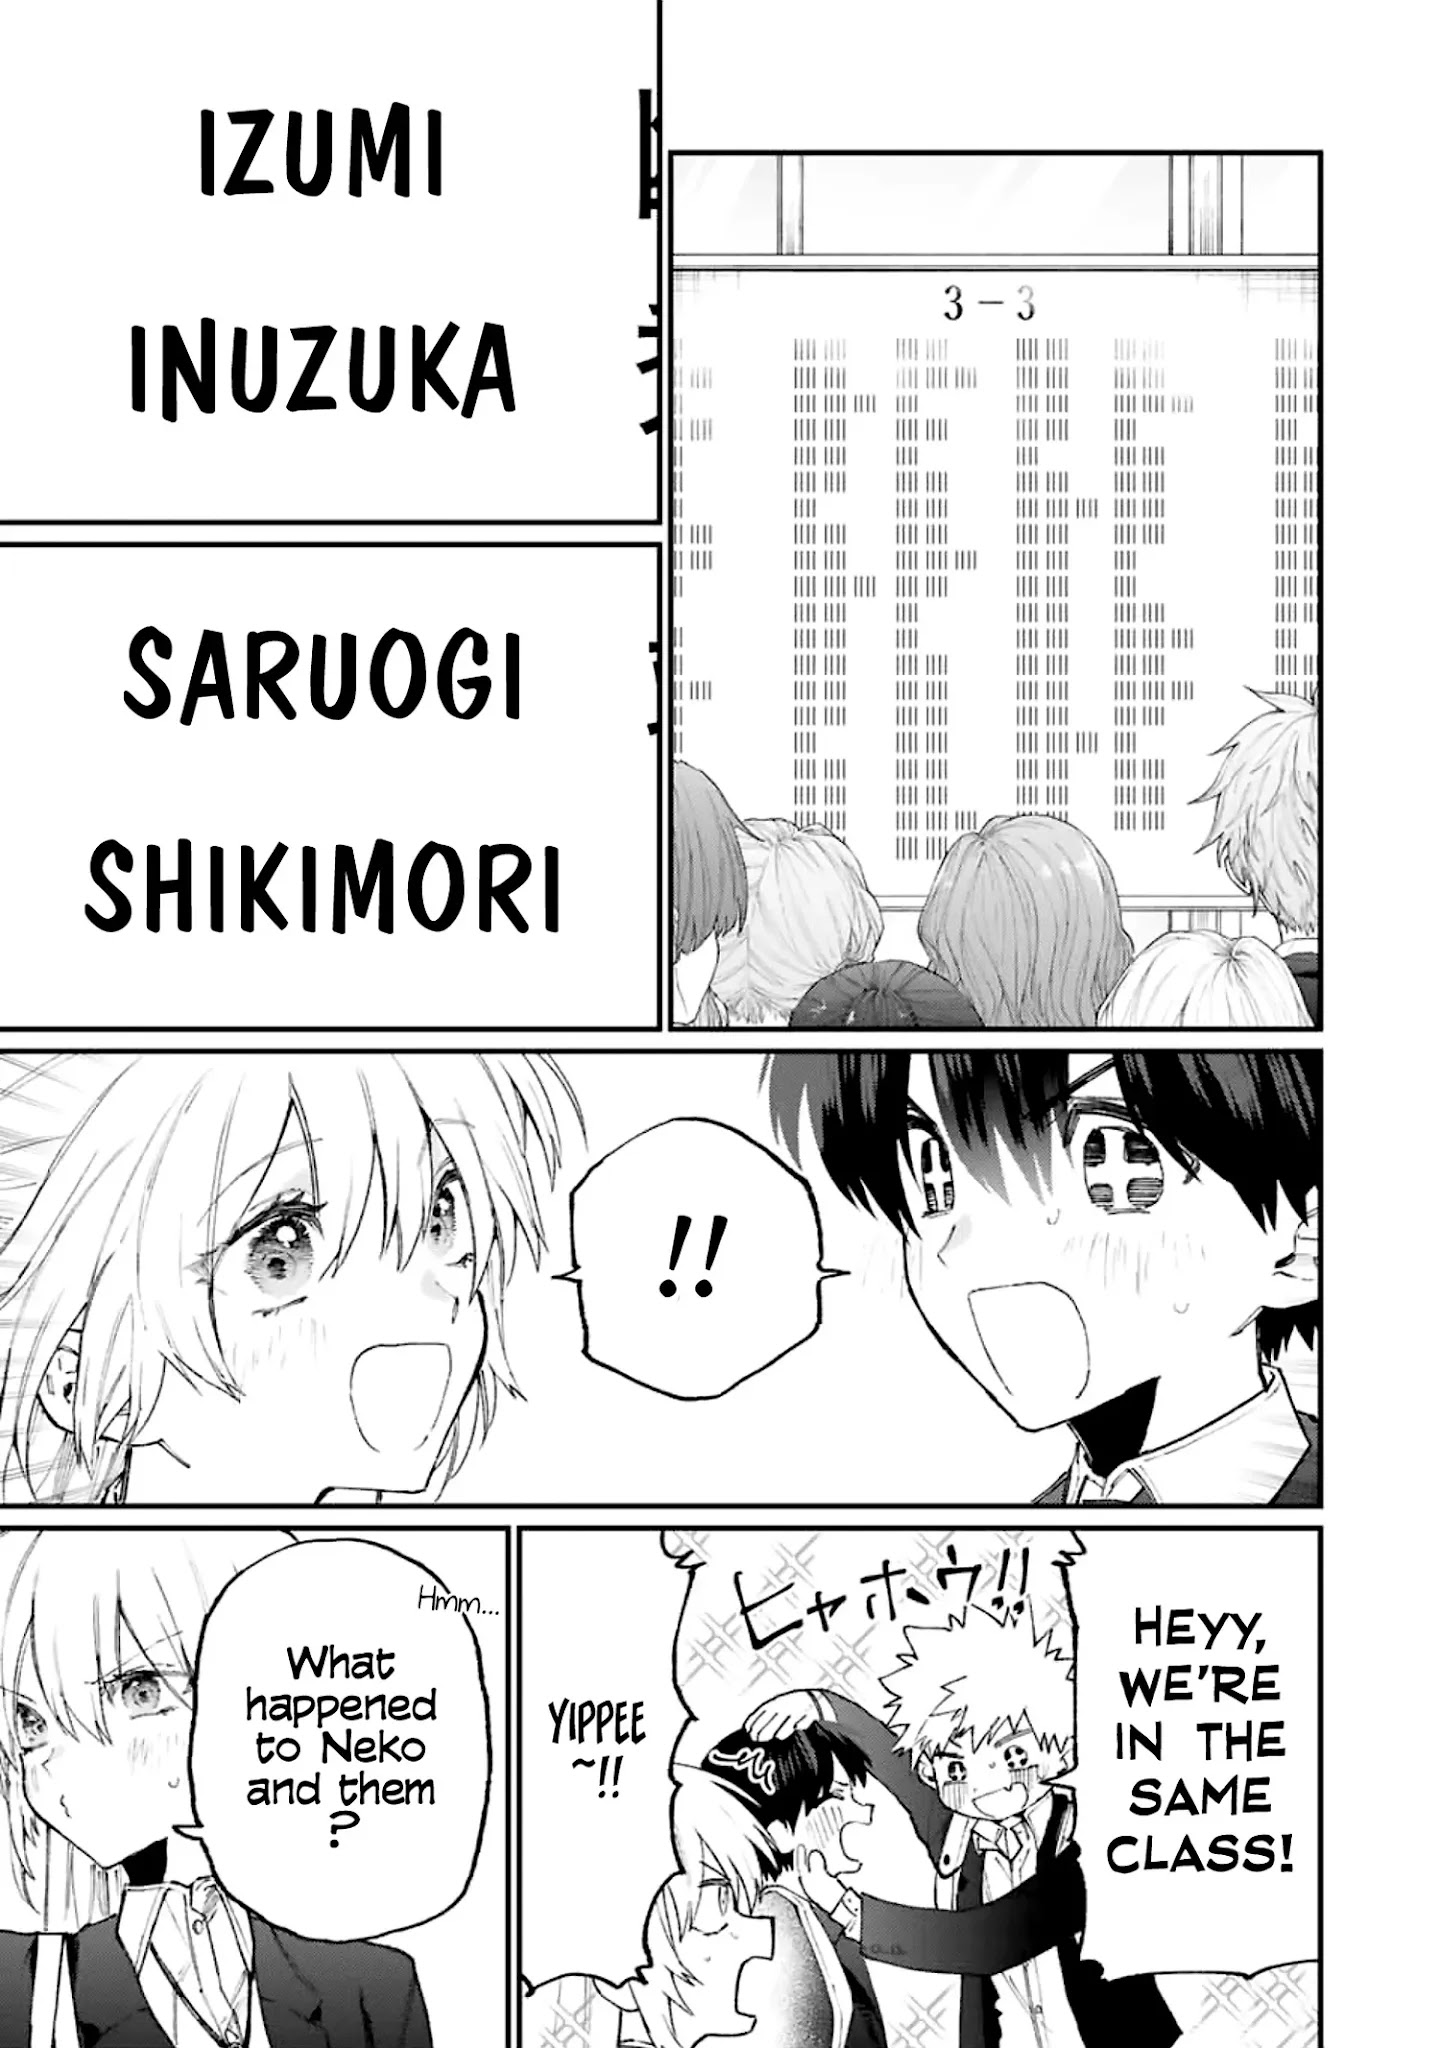 3-3
IZUMI
INUZUKA
SARUOGI
SHIKIMORI
!!
HEYY,
WE'RE
IN THE
SAME
CLASS!
ヒャホウ!!
YIPPEE
~!!
Hmm...
What
happened
to Neko
and them
?